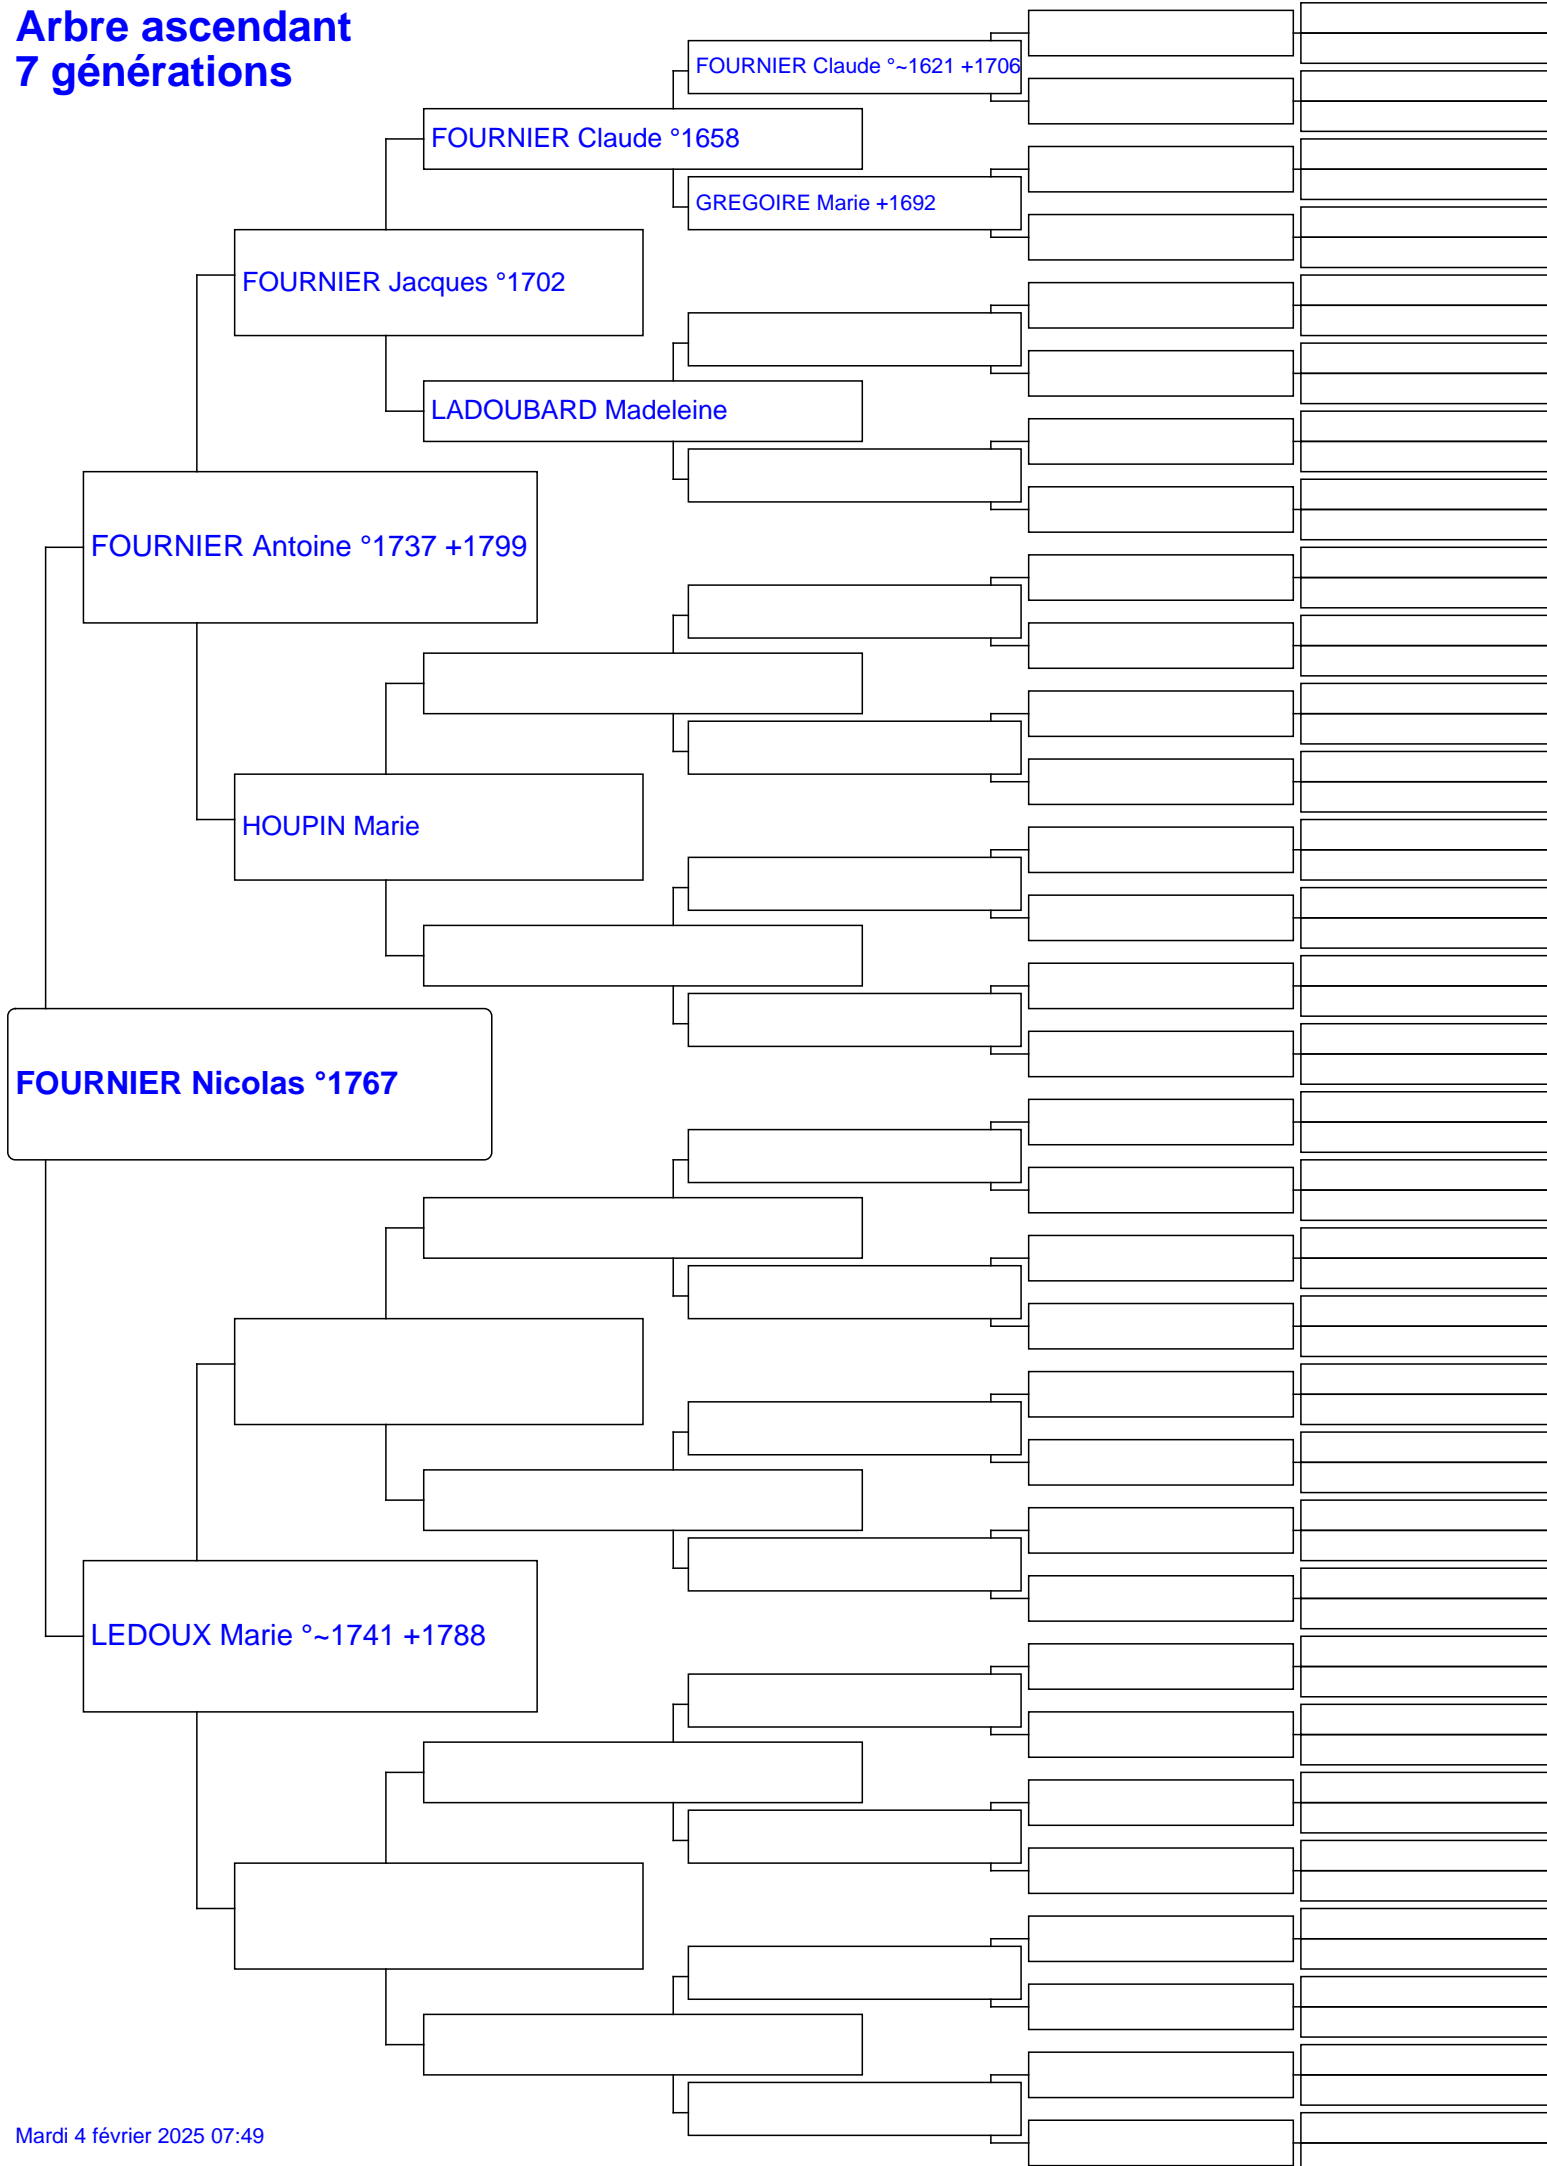 Arbre ascendant
7 générations
FOURNIER Claude °~1621 +1706
FOURNIER Claude °1658
GREGOIRE Marie +1692
FOURNIER Jacques °1702
LADOUBARD Madeleine
FOURNIER Antoine °1737 +1799
HOUPIN Marie
FOURNIER Nicolas °1767
LEDOUX Marie °~1741 +1788
Mardi 4 février 2025 07:49